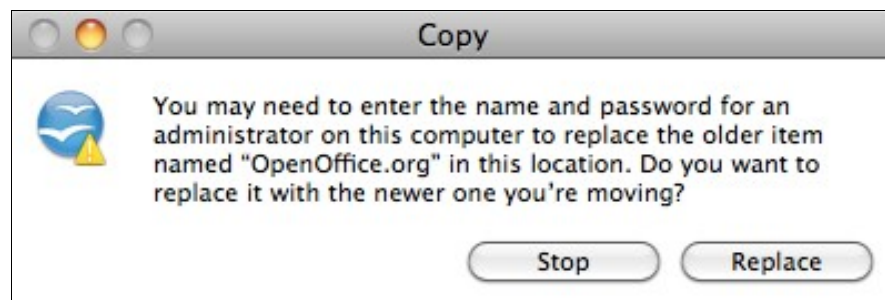 Copy
You may need to enter the name and password for an
administrator on this computer to replace the older item
named “OpenOffice.org” in this location. Do you want to
replace it with the newer one you’re moving?
Stop Replace